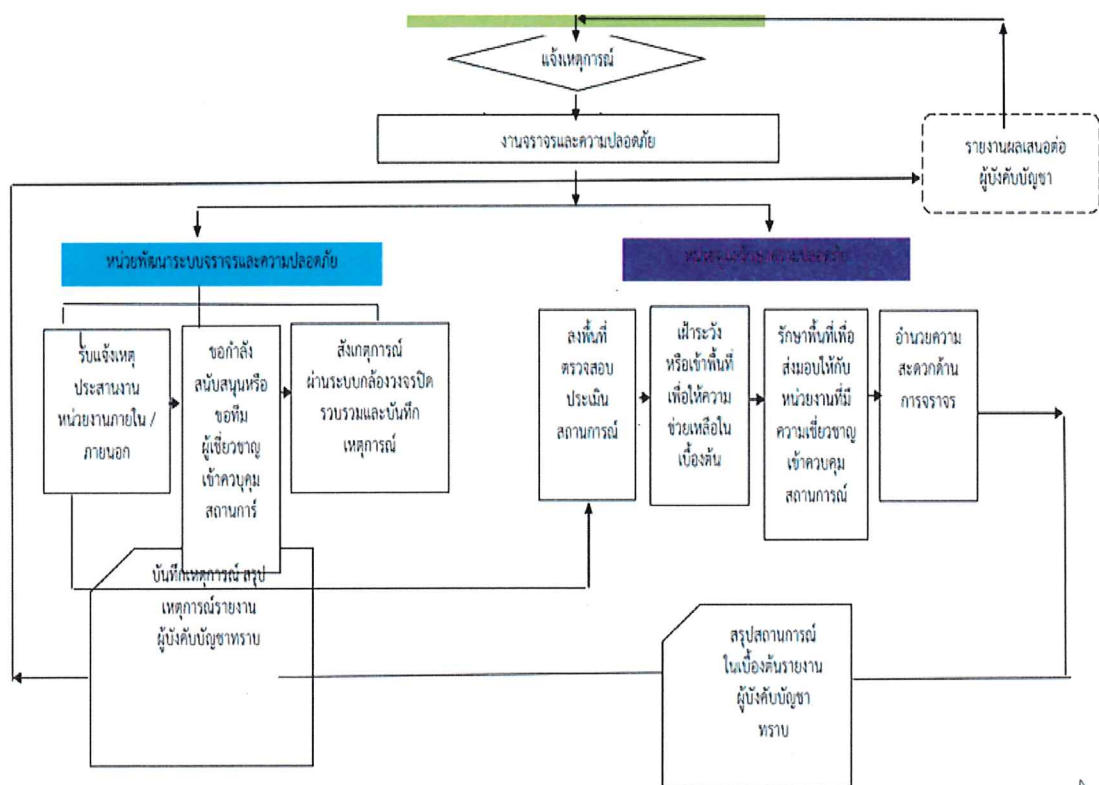 แจ้งเหตุการณ์
งานจราจรและความปลอดภัย
รายงานผลเสนอต่อ
ผู้บังคับบัญชา
หน่วยพัฒนาระบบจราจรและความปลอดภัย
รับแจ้งเหตุ
ประสานงาน
หน่วยงานภายใน /
ภายนอก
ขอกำลัง
สนับสนุนหรือ
ขอทีม
ผู้เชี่ยวชาญ
เข้าควบคุม
สถานการ์
สังเกตุการณ์
ผ่านระบบกล้องวงจรปิด
รวบรวมและบันทึก
เหตุการณ์
ลงพื้นที่
ตรวจสอบ
ประเมิน
สถานการณ์
เฝ้าระวัง
หรือเข้าพื้นที่
เพื่อให้ความ
ช่วยเหลือใน
เบื้องต้น
รักษาพื้นที่เพื่อ
ส่งมอบให้กับ
หน่วยงานที่มี
ความเชี่ยวชาญ
เข้าควบคุม
สถานการณ์
อำนวยความ
สะดวกด้าน
การจราจร
บันทึกเหตุการณ์ สรุป
เหตุการณ์รายงาน
ผู้บังคับบัญชาทราบ
สรุปสถานการณ์
ในเบื้องต้นรายงาน
ผู้บังคับบัญชา
ทราบ